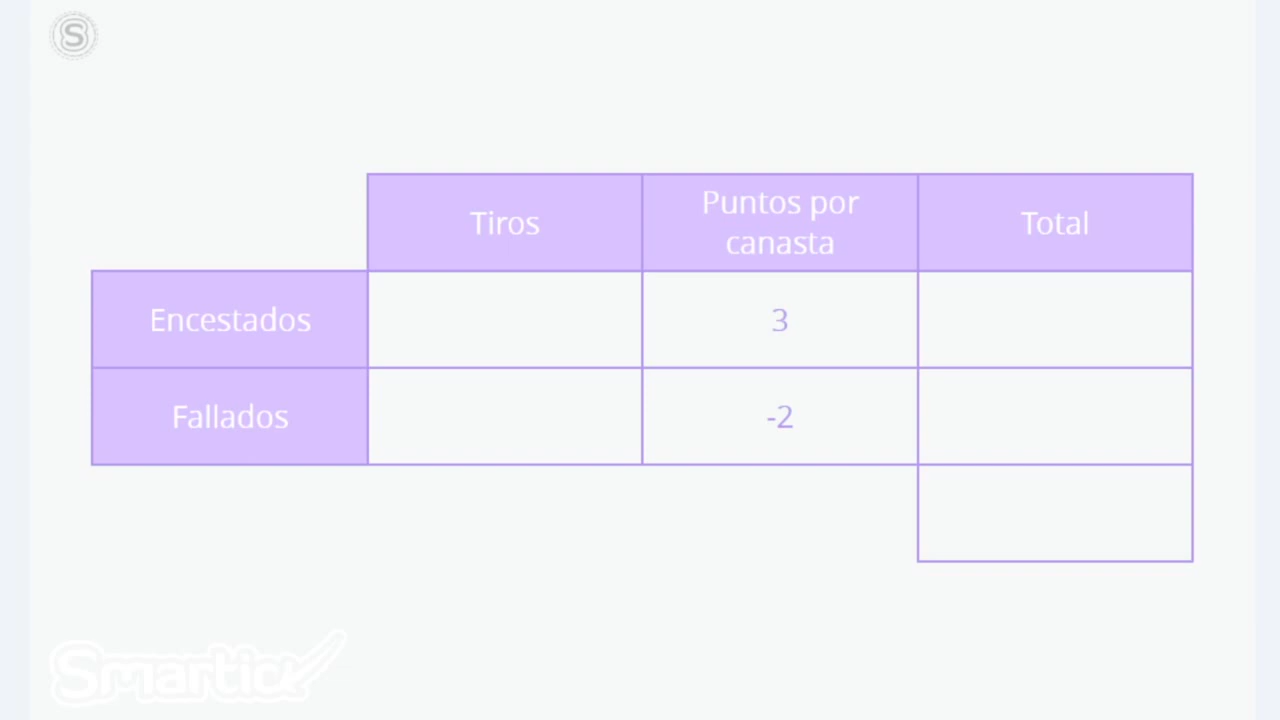 S
Tiros
Puntos por
canasta
Total
Encestados
3
Fallados
-2
Smartick